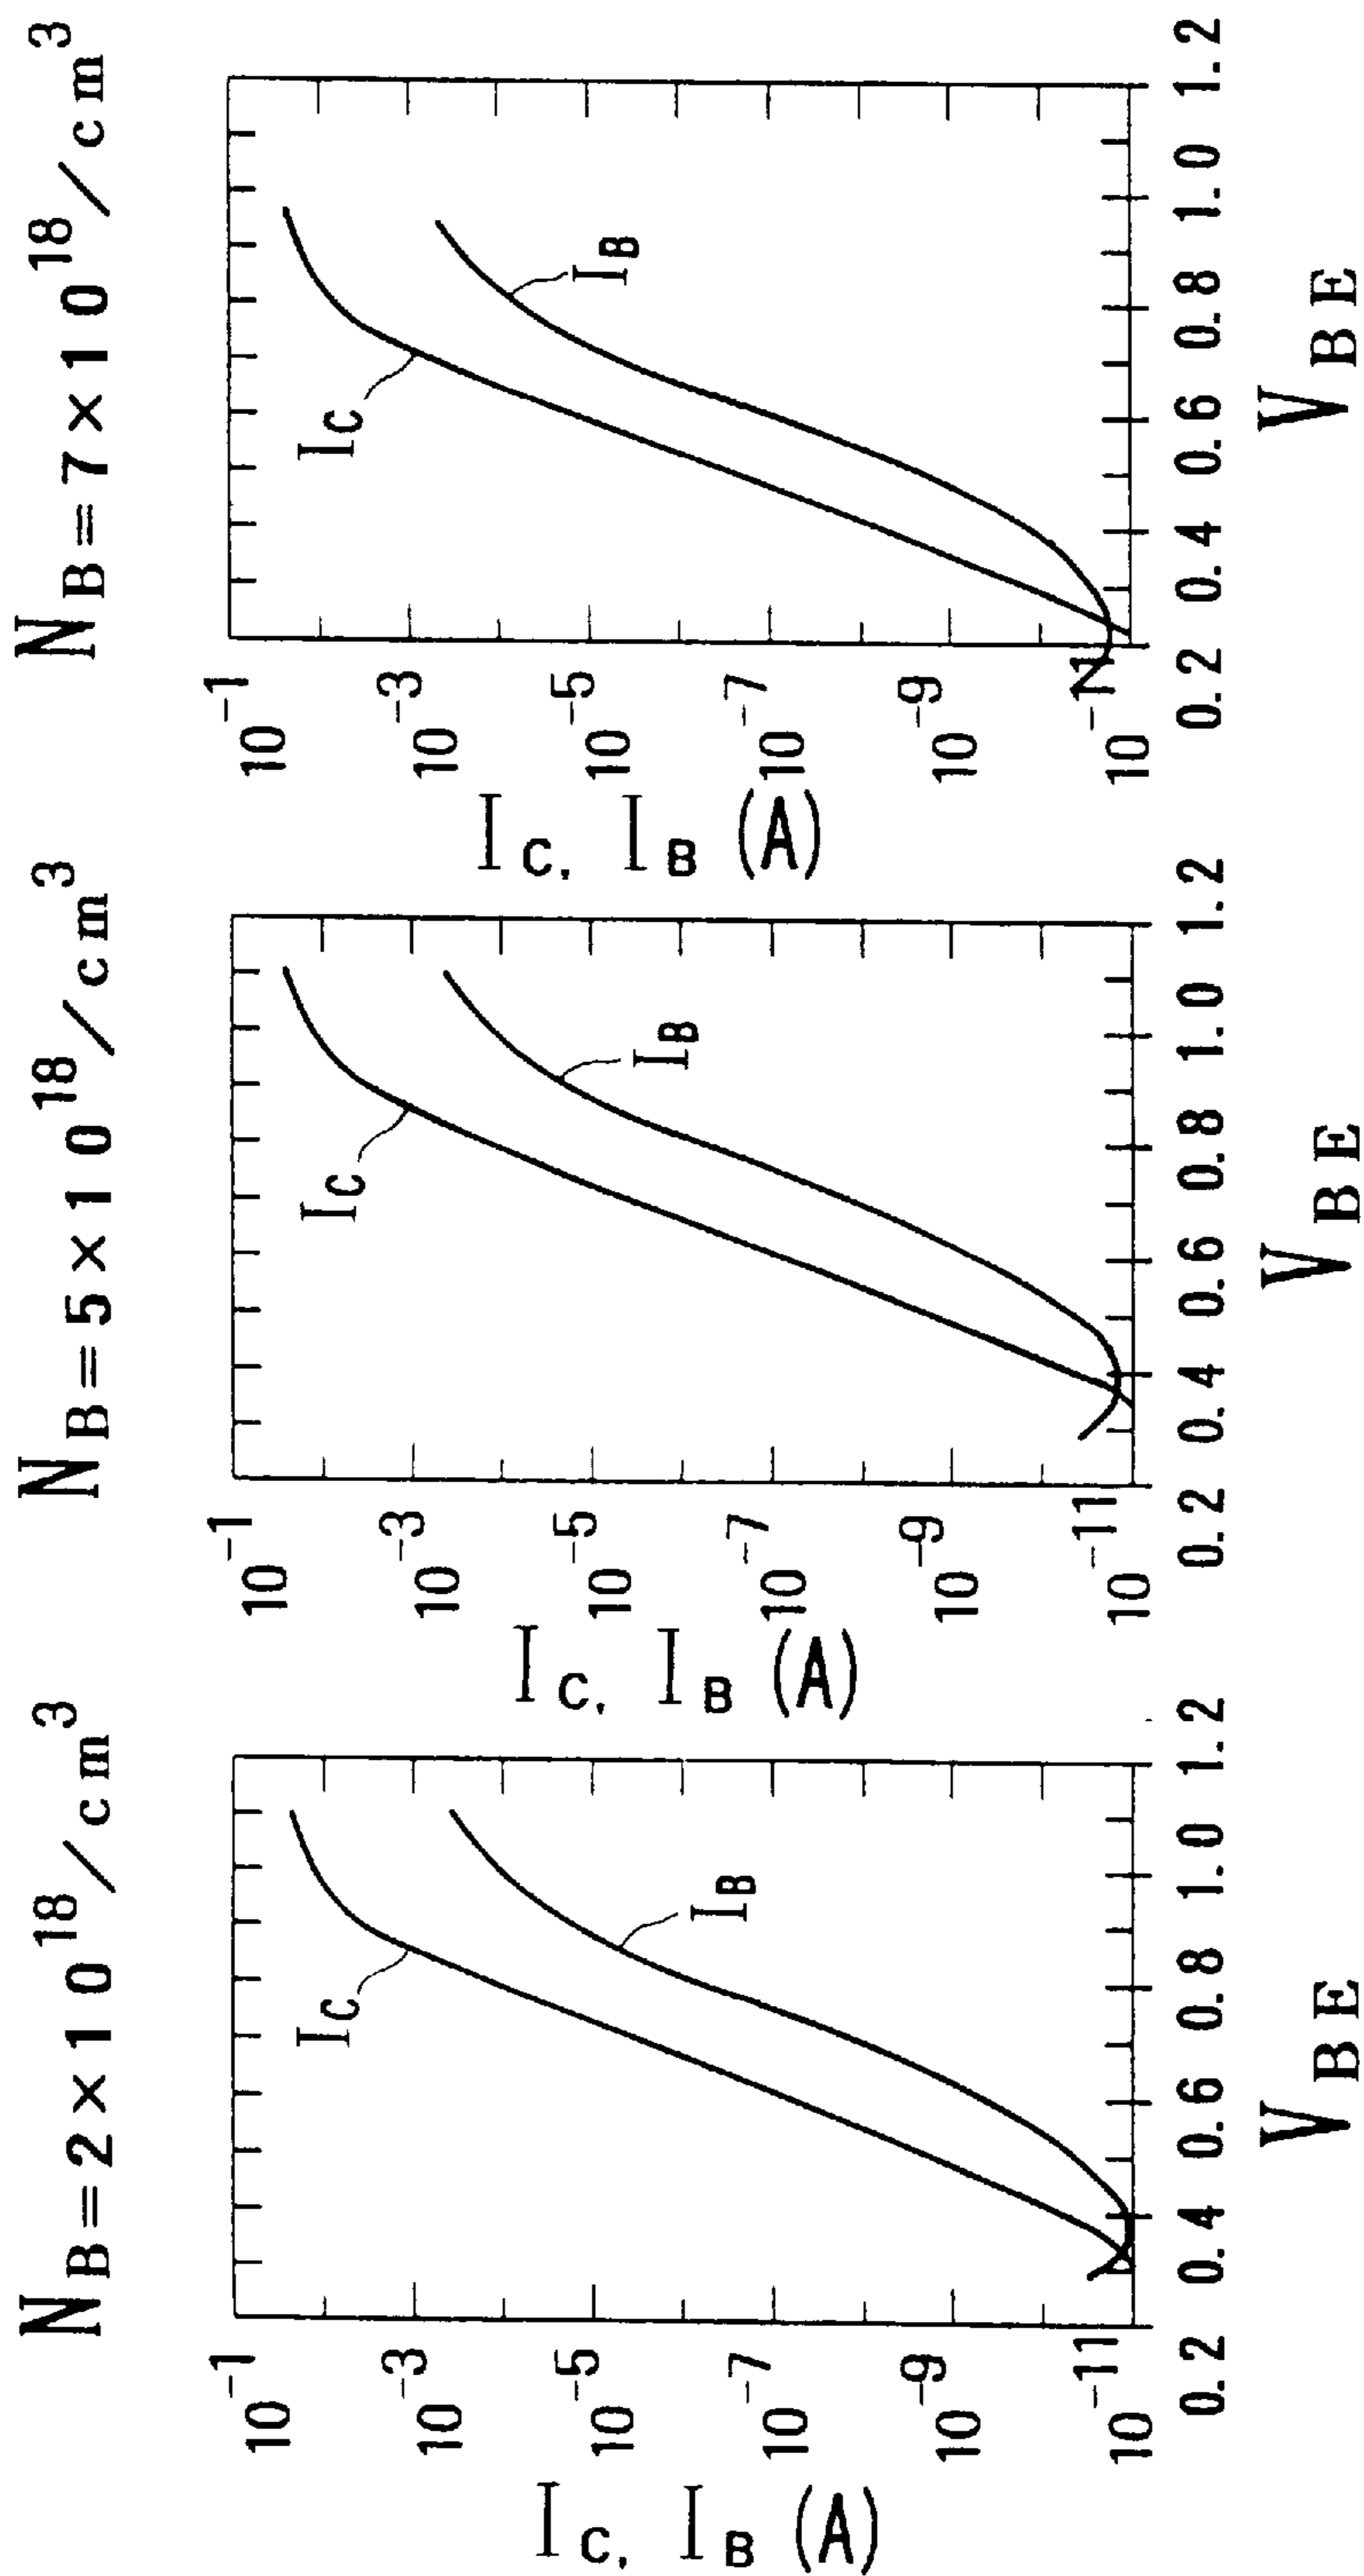 N_B=2×10^18/cm^3
I_C, I_B (A)
10^-1
10^-3
10^-5
10^-7
10^-9
10^-11
I_C
I_B
0.2 0.4 0.6 0.8 1.0 1.2
V_BE
N_B=5×10^18/cm^3
I_C, I_B (A)
10^-1
10^-3
10^-5
10^-7
10^-9
10^-11
I_C
I_B
0.2 0.4 0.6 0.8 1.0 1.2
V_BE
N_B=7×10^18/cm^3
I_C, I_B (A)
10^-1
10^-3
10^-5
10^-7
10^-9
10^-11
I_C
I_B
0.2 0.4 0.6 0.8 1.0 1.2
V_BE